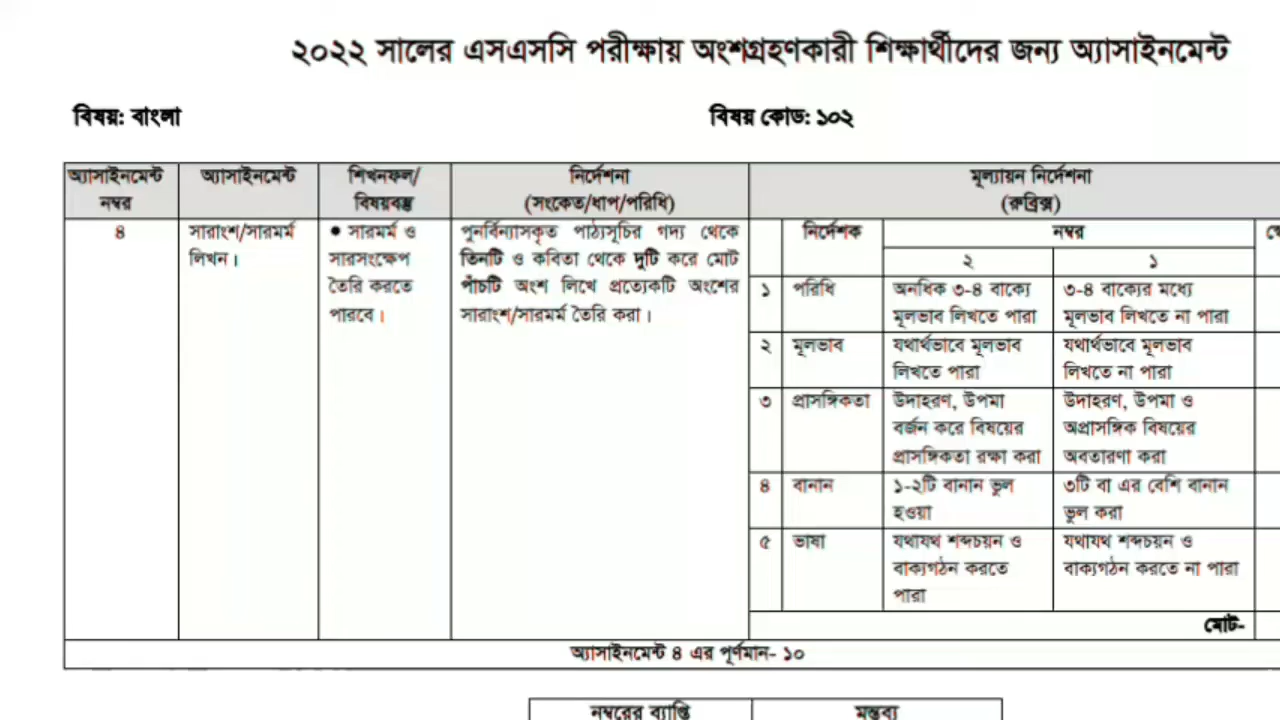 ২০২২ সালের এসএসসি পরীক্ষায় অংশগ্রহণকারী শিক্ষার্থীদের জন্য অ্যাসাইনমেন্ট
বিষয়: বাংলা
বিষয় কোড: ১০২
অ্যাসাইনমেন্ট
নম্বর
অ্যাসাইনমেন্ট
শিখনফল/
বিষয়বস্তু
নির্দেশনা
(সংকেত/ধাপ/পরিধি)
মূল্যায়ন নির্দেশনা
(রুব্রিক্স)
৪
সারাংশ/সারমর্ম
লিখন।
● সারমর্ম ও
সারসংক্ষেপ
তৈরি করতে
পারবে।
পুনর্বিন্যাসকৃত পাঠ্যসূচির গদ্য থেকে
তিনটি ও কবিতা থেকে দুটি করে মোট
পাঁচটি অংশ লিখে প্রত্যেকটি অংশের
সারাংশ/সারমর্ম তৈরি করা।
নির্দেশক
নম্বর
২
১
১
পরিধি
অনধিক ৩-৪ বাক্যে
মূলভাব লিখতে পারা
৩-৪ বাক্যের মধ্যে
মূলভাব লিখতে না পারা
২
মূলভাব
যথার্থভাবে মূলভাব
লিখতে পারা
যথার্থভাবে মূলভাব
লিখতে না পারা
৩
প্রাসঙ্গিকতা
উদাহরণ, উপমা
বর্জন করে বিষয়ের
প্রাসঙ্গিকতা রক্ষা করা
উদাহরণ, উপমা ও
অপ্রাসঙ্গিক বিষয়ের
অবতারণা করা
৪
বানান
১-২টি বানান ভুল
হওয়া
৩টি বা এর বেশি বানান
ভুল করা
৫
ভাষা
যথাযথ শব্দচয়ন ও
বাক্যগঠন করতে
পারা
যথাযথ শব্দচয়ন ও
বাক্যগঠন করতে না পারা
মোট-
অ্যাসাইনমেন্ট ৪ এর পূর্ণমান- ১০
নম্বরের ব্যাপ্তি
মন্তব্য